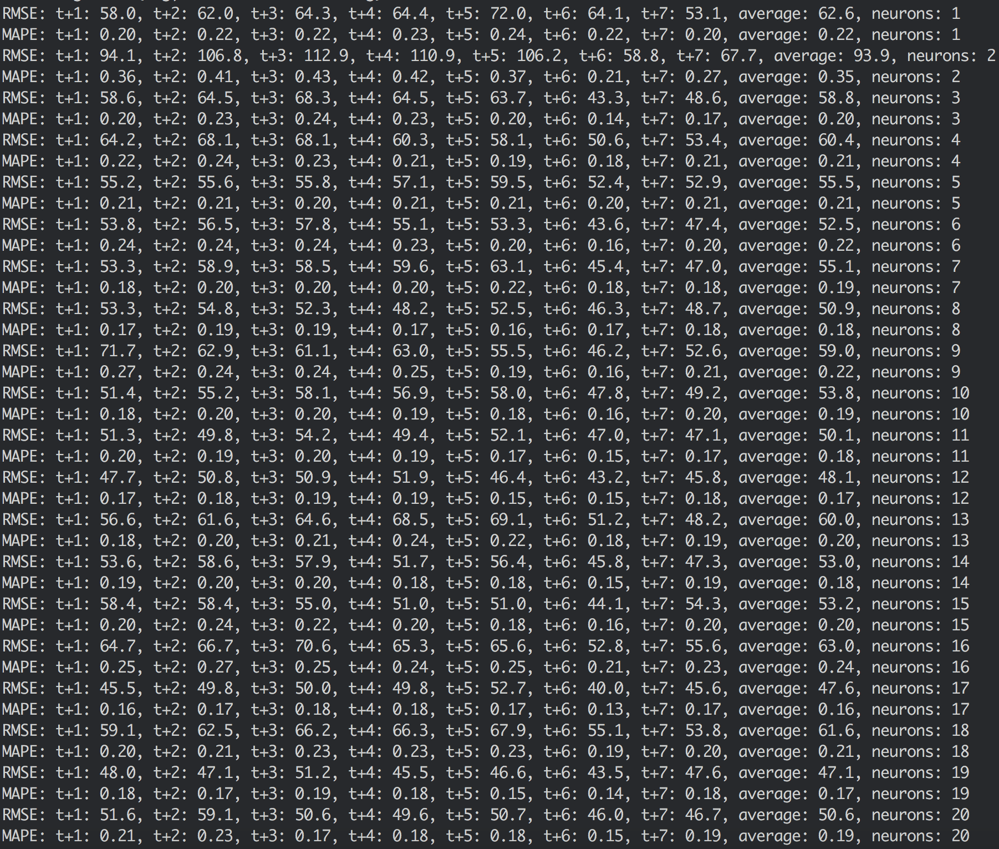 RMSE: t+1: 58.0, t+2: 62.0, t+3: 64.3, t+4: 64.4, t+5: 72.0, t+6: 64.1, t+7: 53.1, average: 62.6, neurons: 1
MAPE: t+1: 0.20, t+2: 0.22, t+3: 0.22, t+4: 0.23, t+5: 0.24, t+6: 0.22, t+7: 0.20, average: 0.22, neurons: 1
RMSE: t+1: 94.1, t+2: 106.8, t+3: 112.9, t+4: 110.9, t+5: 106.2, t+6: 58.8, t+7: 67.7, average: 93.9, neurons: 2
MAPE: t+1: 0.36, t+2: 0.41, t+3: 0.43, t+4: 0.42, t+5: 0.37, t+6: 0.21, t+7: 0.27, average: 0.35, neurons: 2
RMSE: t+1: 58.6, t+2: 64.5, t+3: 68.3, t+4: 64.5, t+5: 63.7, t+6: 43.3, t+7: 48.6, average: 58.8, neurons: 3
MAPE: t+1: 0.20, t+2: 0.23, t+3: 0.24, t+4: 0.23, t+5: 0.20, t+6: 0.14, t+7: 0.17, average: 0.20, neurons: 3
RMSE: t+1: 64.2, t+2: 68.1, t+3: 68.1, t+4: 60.3, t+5: 58.1, t+6: 50.6, t+7: 53.4, average: 60.4, neurons: 4
MAPE: t+1: 0.22, t+2: 0.24, t+3: 0.23, t+4: 0.21, t+5: 0.19, t+6: 0.18, t+7: 0.21, average: 0.21, neurons: 4
RMSE: t+1: 55.2, t+2: 55.6, t+3: 55.8, t+4: 57.1, t+5: 59.5, t+6: 52.4, t+7: 52.9, average: 55.5, neurons: 5
MAPE: t+1: 0.21, t+2: 0.21, t+3: 0.20, t+4: 0.21, t+5: 0.21, t+6: 0.20, t+7: 0.21, average: 0.21, neurons: 5
RMSE: t+1: 53.8, t+2: 56.5, t+3: 57.8, t+4: 55.1, t+5: 53.3, t+6: 43.6, t+7: 47.4, average: 52.5, neurons: 6
MAPE: t+1: 0.24, t+2: 0.24, t+3: 0.24, t+4: 0.23, t+5: 0.20, t+6: 0.16, t+7: 0.20, average: 0.22, neurons: 6
RMSE: t+1: 53.3, t+2: 58.9, t+3: 58.5, t+4: 59.6, t+5: 63.1, t+6: 45.4, t+7: 47.0, average: 55.1, neurons: 7
MAPE: t+1: 0.18, t+2: 0.20, t+3: 0.20, t+4: 0.20, t+5: 0.22, t+6: 0.18, t+7: 0.18, average: 0.19, neurons: 7
RMSE: t+1: 53.3, t+2: 54.8, t+3: 52.3, t+4: 48.2, t+5: 52.5, t+6: 46.3, t+7: 48.7, average: 50.9, neurons: 8
MAPE: t+1: 0.17, t+2: 0.19, t+3: 0.19, t+4: 0.17, t+5: 0.16, t+6: 0.17, t+7: 0.18, average: 0.18, neurons: 8
RMSE: t+1: 71.7, t+2: 62.9, t+3: 61.1, t+4: 63.0, t+5: 55.5, t+6: 46.2, t+7: 52.6, average: 59.0, neurons: 9
MAPE: t+1: 0.27, t+2: 0.24, t+3: 0.24, t+4: 0.25, t+5: 0.19, t+6: 0.16, t+7: 0.21, average: 0.22, neurons: 9
RMSE: t+1: 51.4, t+2: 55.2, t+3: 58.1, t+4: 56.9, t+5: 58.0, t+6: 47.8, t+7: 49.2, average: 53.8, neurons: 10
MAPE: t+1: 0.18, t+2: 0.20, t+3: 0.20, t+4: 0.19, t+5: 0.18, t+6: 0.16, t+7: 0.20, average: 0.19, neurons: 10
RMSE: t+1: 51.3, t+2: 49.8, t+3: 54.2, t+4: 49.4, t+5: 52.1, t+6: 47.0, t+7: 47.1, average: 50.1, neurons: 11
MAPE: t+1: 0.20, t+2: 0.19, t+3: 0.20, t+4: 0.19, t+5: 0.17, t+6: 0.15, t+7: 0.17, average: 0.18, neurons: 11
RMSE: t+1: 47.7, t+2: 50.8, t+3: 50.9, t+4: 51.9, t+5: 46.4, t+6: 43.2, t+7: 45.8, average: 48.1, neurons: 12
MAPE: t+1: 0.17, t+2: 0.18, t+3: 0.19, t+4: 0.19, t+5: 0.15, t+6: 0.15, t+7: 0.18, average: 0.17, neurons: 12
RMSE: t+1: 56.6, t+2: 61.6, t+3: 64.6, t+4: 68.5, t+5: 69.1, t+6: 51.2, t+7: 48.2, average: 60.0, neurons: 13
MAPE: t+1: 0.18, t+2: 0.20, t+3: 0.21, t+4: 0.24, t+5: 0.22, t+6: 0.18, t+7: 0.19, average: 0.20, neurons: 13
RMSE: t+1: 53.6, t+2: 58.6, t+3: 57.9, t+4: 51.7, t+5: 56.4, t+6: 45.8, t+7: 47.3, average: 53.0, neurons: 14
MAPE: t+1: 0.19, t+2: 0.20, t+3: 0.20, t+4: 0.18, t+5: 0.18, t+6: 0.15, t+7: 0.19, average: 0.18, neurons: 14
RMSE: t+1: 58.4, t+2: 58.4, t+3: 55.0, t+4: 51.0, t+5: 51.0, t+6: 44.1, t+7: 54.3, average: 53.2, neurons: 15
MAPE: t+1: 0.20, t+2: 0.24, t+3: 0.22, t+4: 0.20, t+5: 0.18, t+6: 0.16, t+7: 0.20, average: 0.20, neurons: 15
RMSE: t+1: 64.7, t+2: 66.7, t+3: 70.6, t+4: 65.3, t+5: 65.6, t+6: 52.8, t+7: 55.6, average: 63.0, neurons: 16
MAPE: t+1: 0.25, t+2: 0.27, t+3: 0.25, t+4: 0.24, t+5: 0.25, t+6: 0.21, t+7: 0.23, average: 0.24, neurons: 16
RMSE: t+1: 45.5, t+2: 49.8, t+3: 50.0, t+4: 49.8, t+5: 52.7, t+6: 40.0, t+7: 45.6, average: 47.6, neurons: 17
MAPE: t+1: 0.16, t+2: 0.17, t+3: 0.18, t+4: 0.18, t+5: 0.17, t+6: 0.13, t+7: 0.17, average: 0.16, neurons: 17
RMSE: t+1: 59.1, t+2: 62.5, t+3: 66.2, t+4: 66.3, t+5: 67.9, t+6: 55.1, t+7: 53.8, average: 61.6, neurons: 18
MAPE: t+1: 0.20, t+2: 0.21, t+3: 0.23, t+4: 0.23, t+5: 0.23, t+6: 0.19, t+7: 0.20, average: 0.21, neurons: 18
RMSE: t+1: 48.0, t+2: 47.1, t+3: 51.2, t+4: 45.5, t+5: 46.6, t+6: 43.5, t+7: 47.6, average: 47.1, neurons: 19
MAPE: t+1: 0.18, t+2: 0.17, t+3: 0.19, t+4: 0.18, t+5: 0.15, t+6: 0.14, t+7: 0.18, average: 0.17, neurons: 19
RMSE: t+1: 51.6, t+2: 59.1, t+3: 50.6, t+4: 49.6, t+5: 50.7, t+6: 46.0, t+7: 46.7, average: 50.6, neurons: 20
MAPE: t+1: 0.21, t+2: 0.23, t+3: 0.17, t+4: 0.18, t+5: 0.18, t+6: 0.15, t+7: 0.19, average: 0.19, neurons: 20